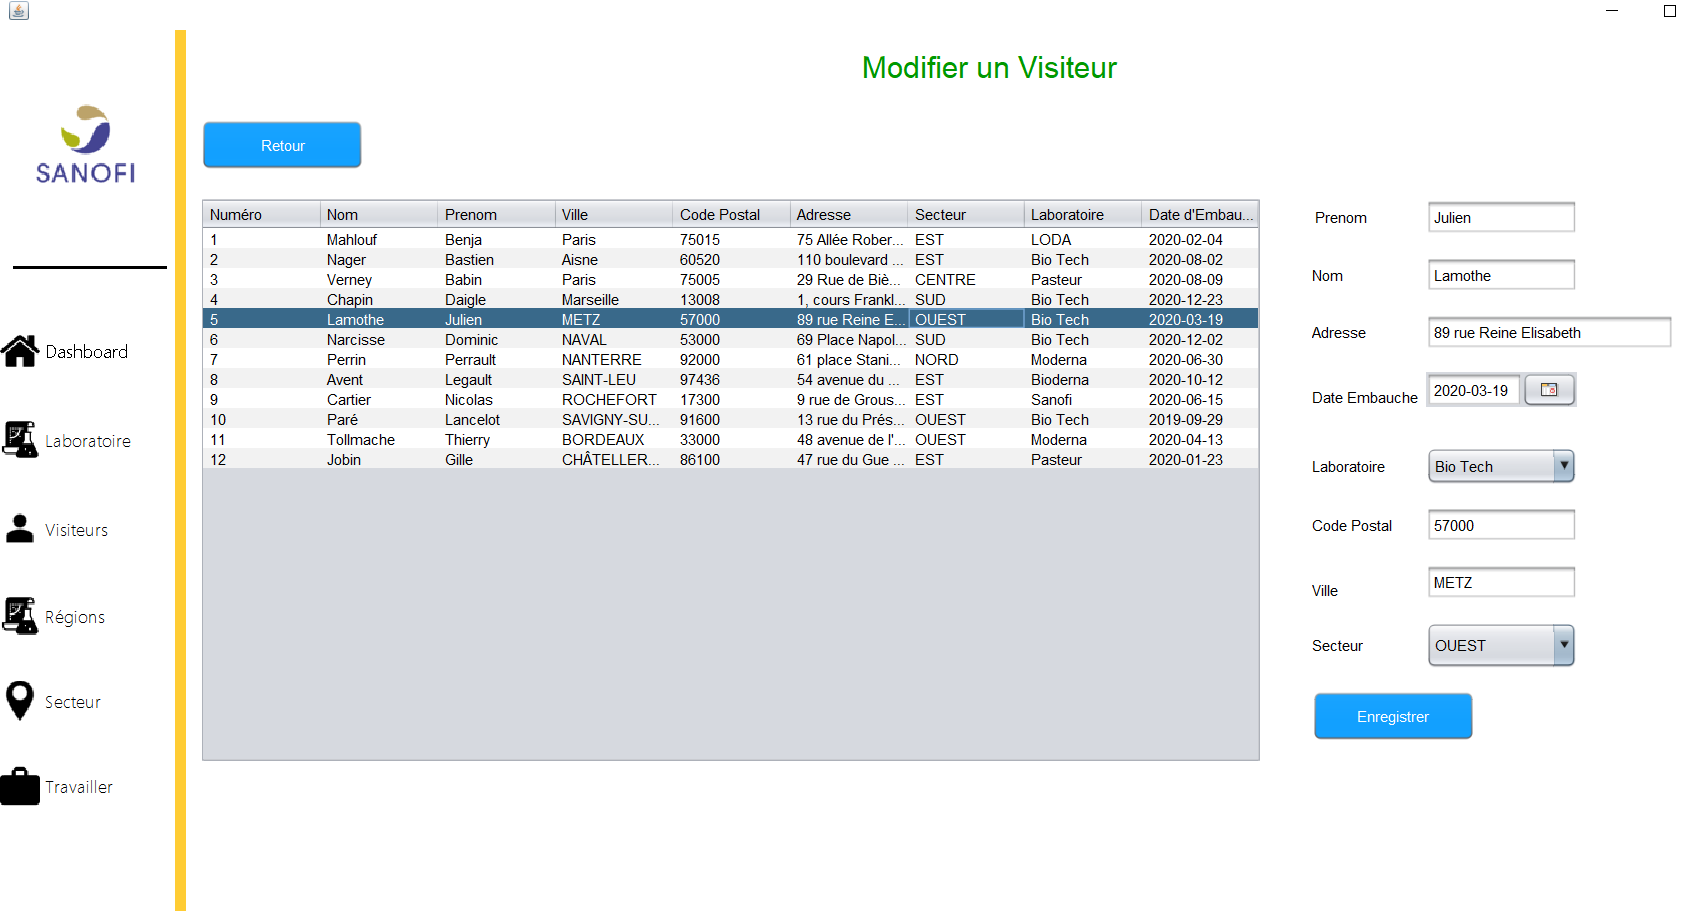 Modifier un Visiteur
SANOFI
Dashboard
Laboratoire
Visiteurs
Régions
Secteur
Travailler
Retour
Numéro Nom Prenom Ville Code Postal Adresse Secteur Laboratoire Date d'Embau...
1 Mahlouf Benja Paris 75015 75 Allée Rober... EST LODA 2020-02-04
2 Nager Bastien Aisne 60520 110 boulevard ... EST Bio Tech 2020-08-02
3 Verney Babin Paris 75005 29 Rue de Biè... CENTRE Pasteur 2020-08-09
4 Chapin Daigle Marseille 13008 1, cours Frankl... SUD Bio Tech 2020-12-23
5 Lamothe Julien METZ 57000 89 rue Reine E... OUEST Bio Tech 2020-03-19
6 Narcisse Dominic NAVAL 53000 69 Place Napol... SUD Bio Tech 2020-12-02
7 Perrin Perrault NANTERRE 92000 61 place Stani... NORD Moderna 2020-06-30
8 Avent Legault SAINT-LEU 97436 54 avenue du ... EST Bioderna 2020-10-12
9 Cartier Nicolas ROCHEFORT 17300 9 rue de Grous... EST Sanofi 2020-06-15
10 Paré Lancelot SAVIGNY-SU... 91600 13 rue du Prés... OUEST Bio Tech 2019-09-29
11 Tollmache Thierry BORDEAUX 33000 48 avenue de l'... OUEST Moderna 2020-04-13
12 Jobin Gille CHÂTELLER... 86100 47 rue du Gue ... EST Pasteur 2020-01-23
Prenom Julien
Nom Lamothe
Adresse 89 rue Reine Elisabeth
Date Embauche 2020-03-19
Laboratoire Bio Tech
Code Postal 57000
Ville METZ
Secteur OUEST
Enregistrer